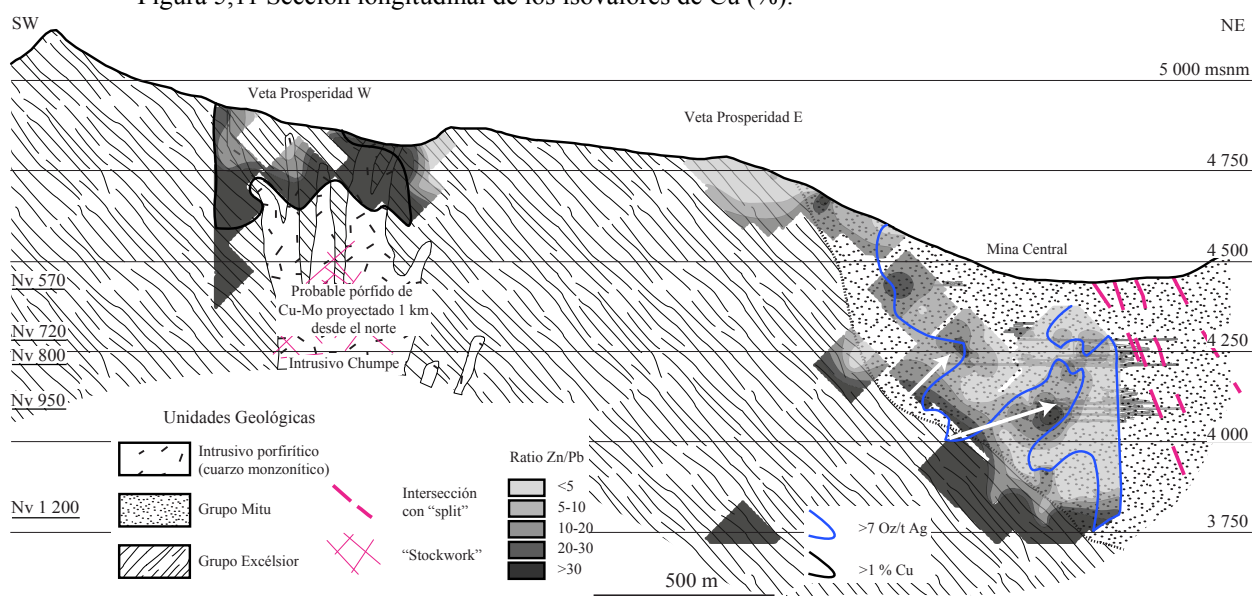 Figura 5,11 Sección longitudinal de los isovalores de Cu (%).
SW
NE
5 000 msnm
Veta Prosperidad W
Veta Prosperidad E
4 750
Mina Central
4 500
Nv 570
Probable pórfido de
Cu-Mo proyectado 1 km
desde el norte
Nv 720
4 250
Nv 800
Intrusivo Chumpe
Nv 950
4 000
Nv 1 200
3 750
Unidades Geológicas
Intrusivo porfirítico
(cuarzo monzonítico)
Grupo Mitu
Grupo Excélsior
Intersección
con “split”
“Stockwork”
Ratio Zn/Pb
<5
5-10
10-20
20-30
>30
>7 Oz/t Ag
>1 % Cu
500 m